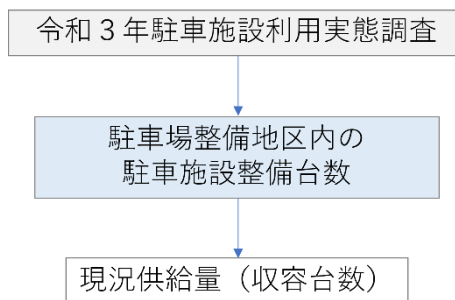 令和３年駐車施設利用実態調査
駐車場整備地区内の
駐車施設整備台数
現況供給量（収容台数）